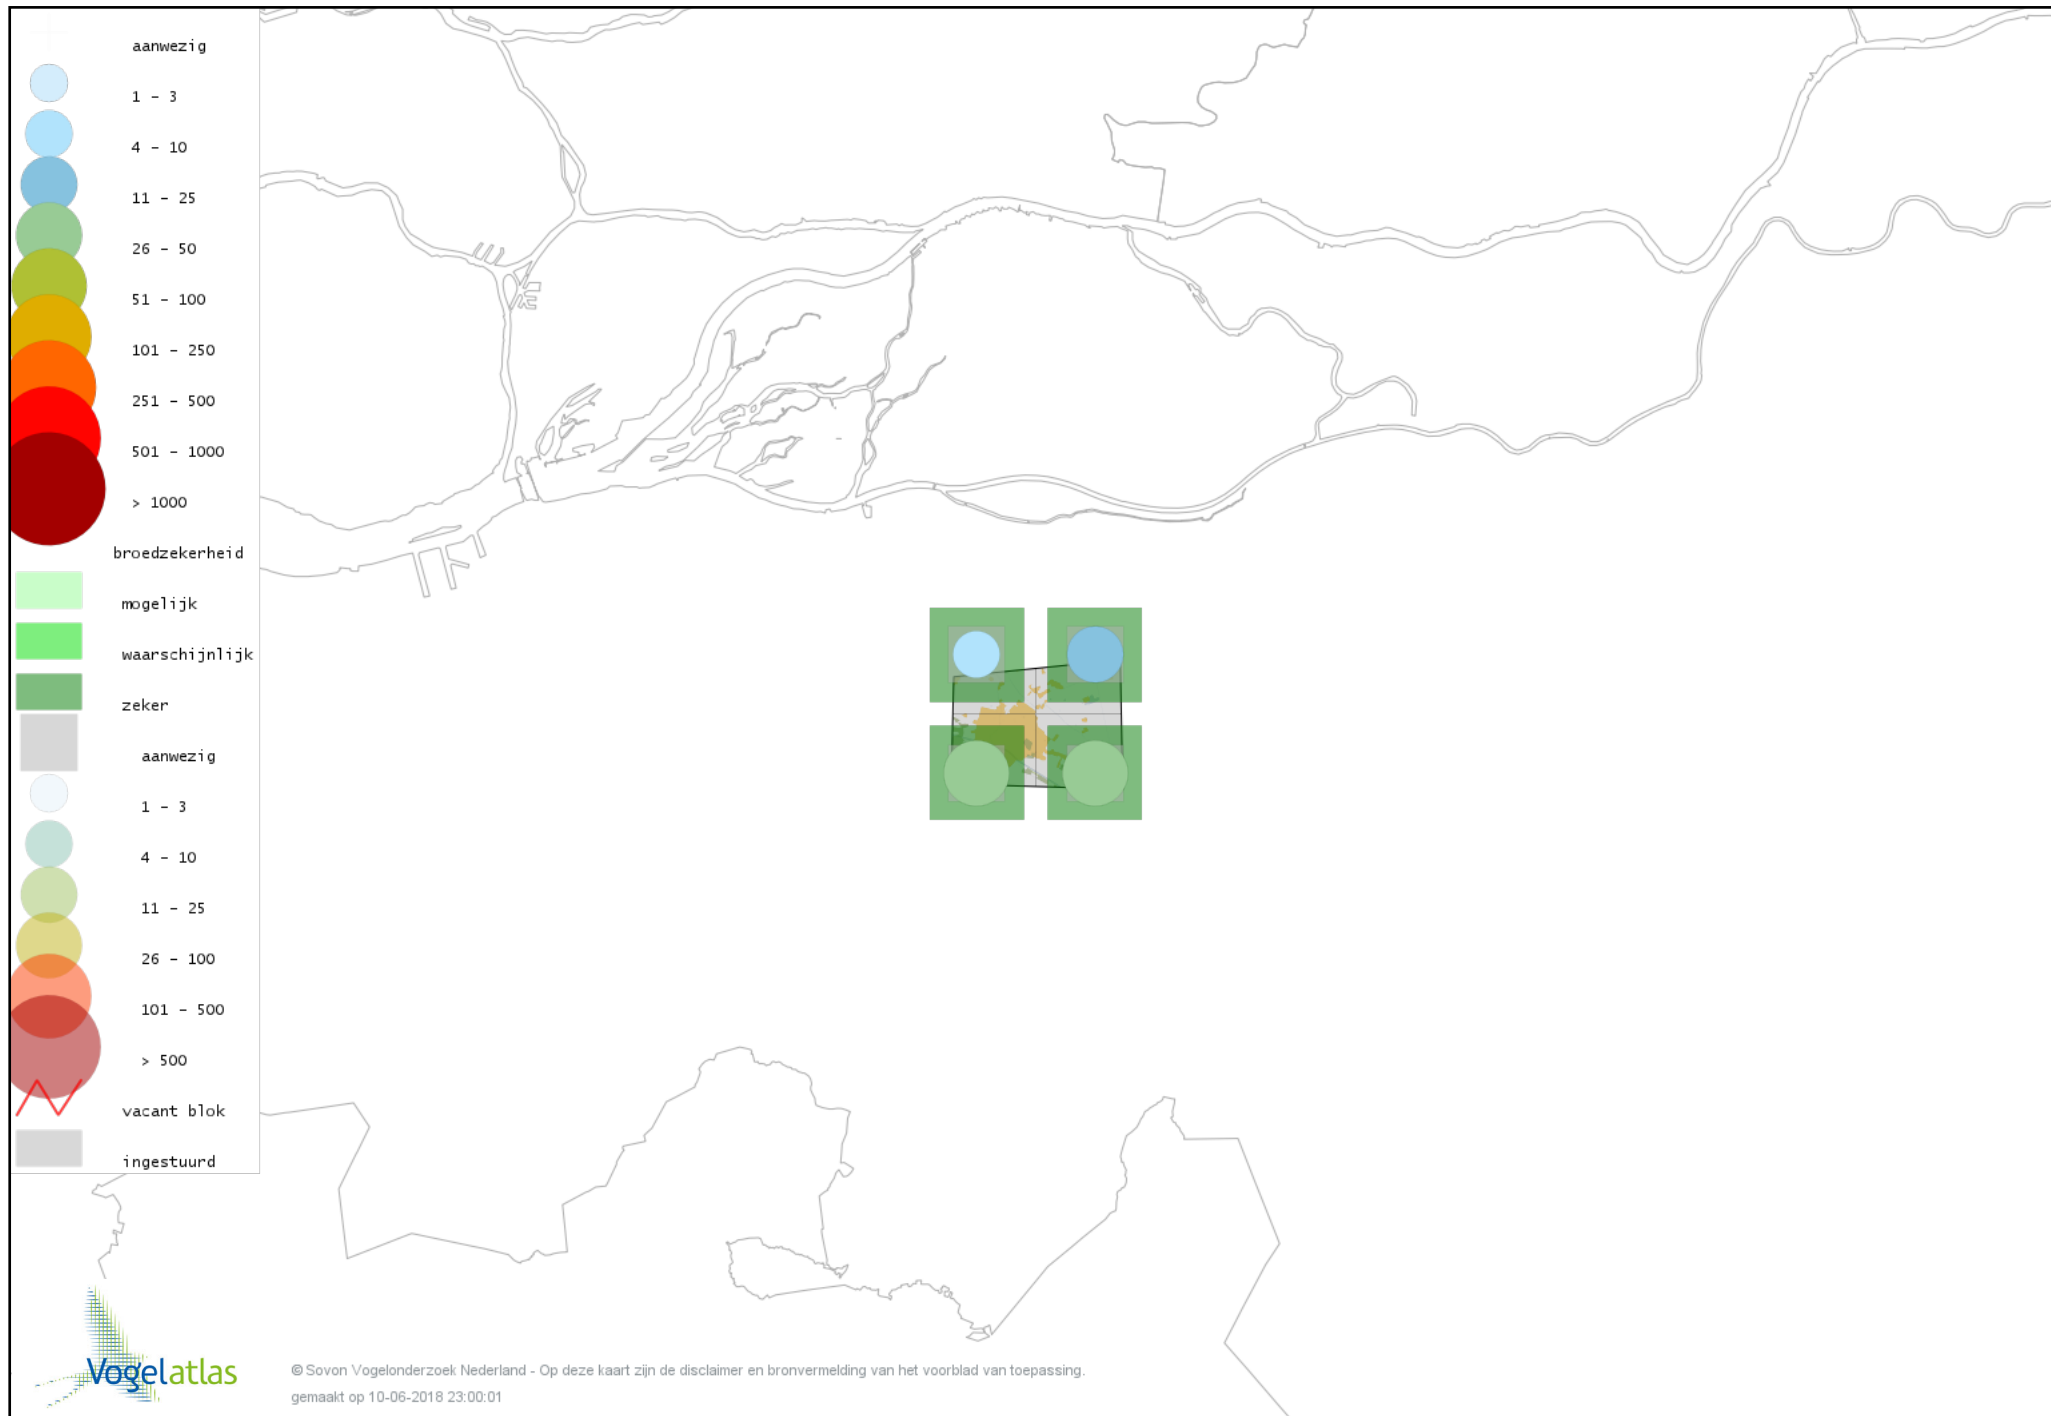 aanwezig
1 - 3
4 - 10
11 - 25
26 - 50
51 - 100
101 - 250
251 - 500
501 - 1000
> 1000
broedzekerheid
mogelijk
waarschijnlijk
zeker
aanwezig
1 - 3
4 - 10
11 - 25
26 - 100
101 - 500
> 500
vacant blok
ingestuurd
Vogelatlas
© Sovon Vogelonderzoek Nederland - Op deze kaart zijn de disclaimer en bronvermelding van het voorblad van toepassing.
gemaakt op 10-06-2018 23:00:01